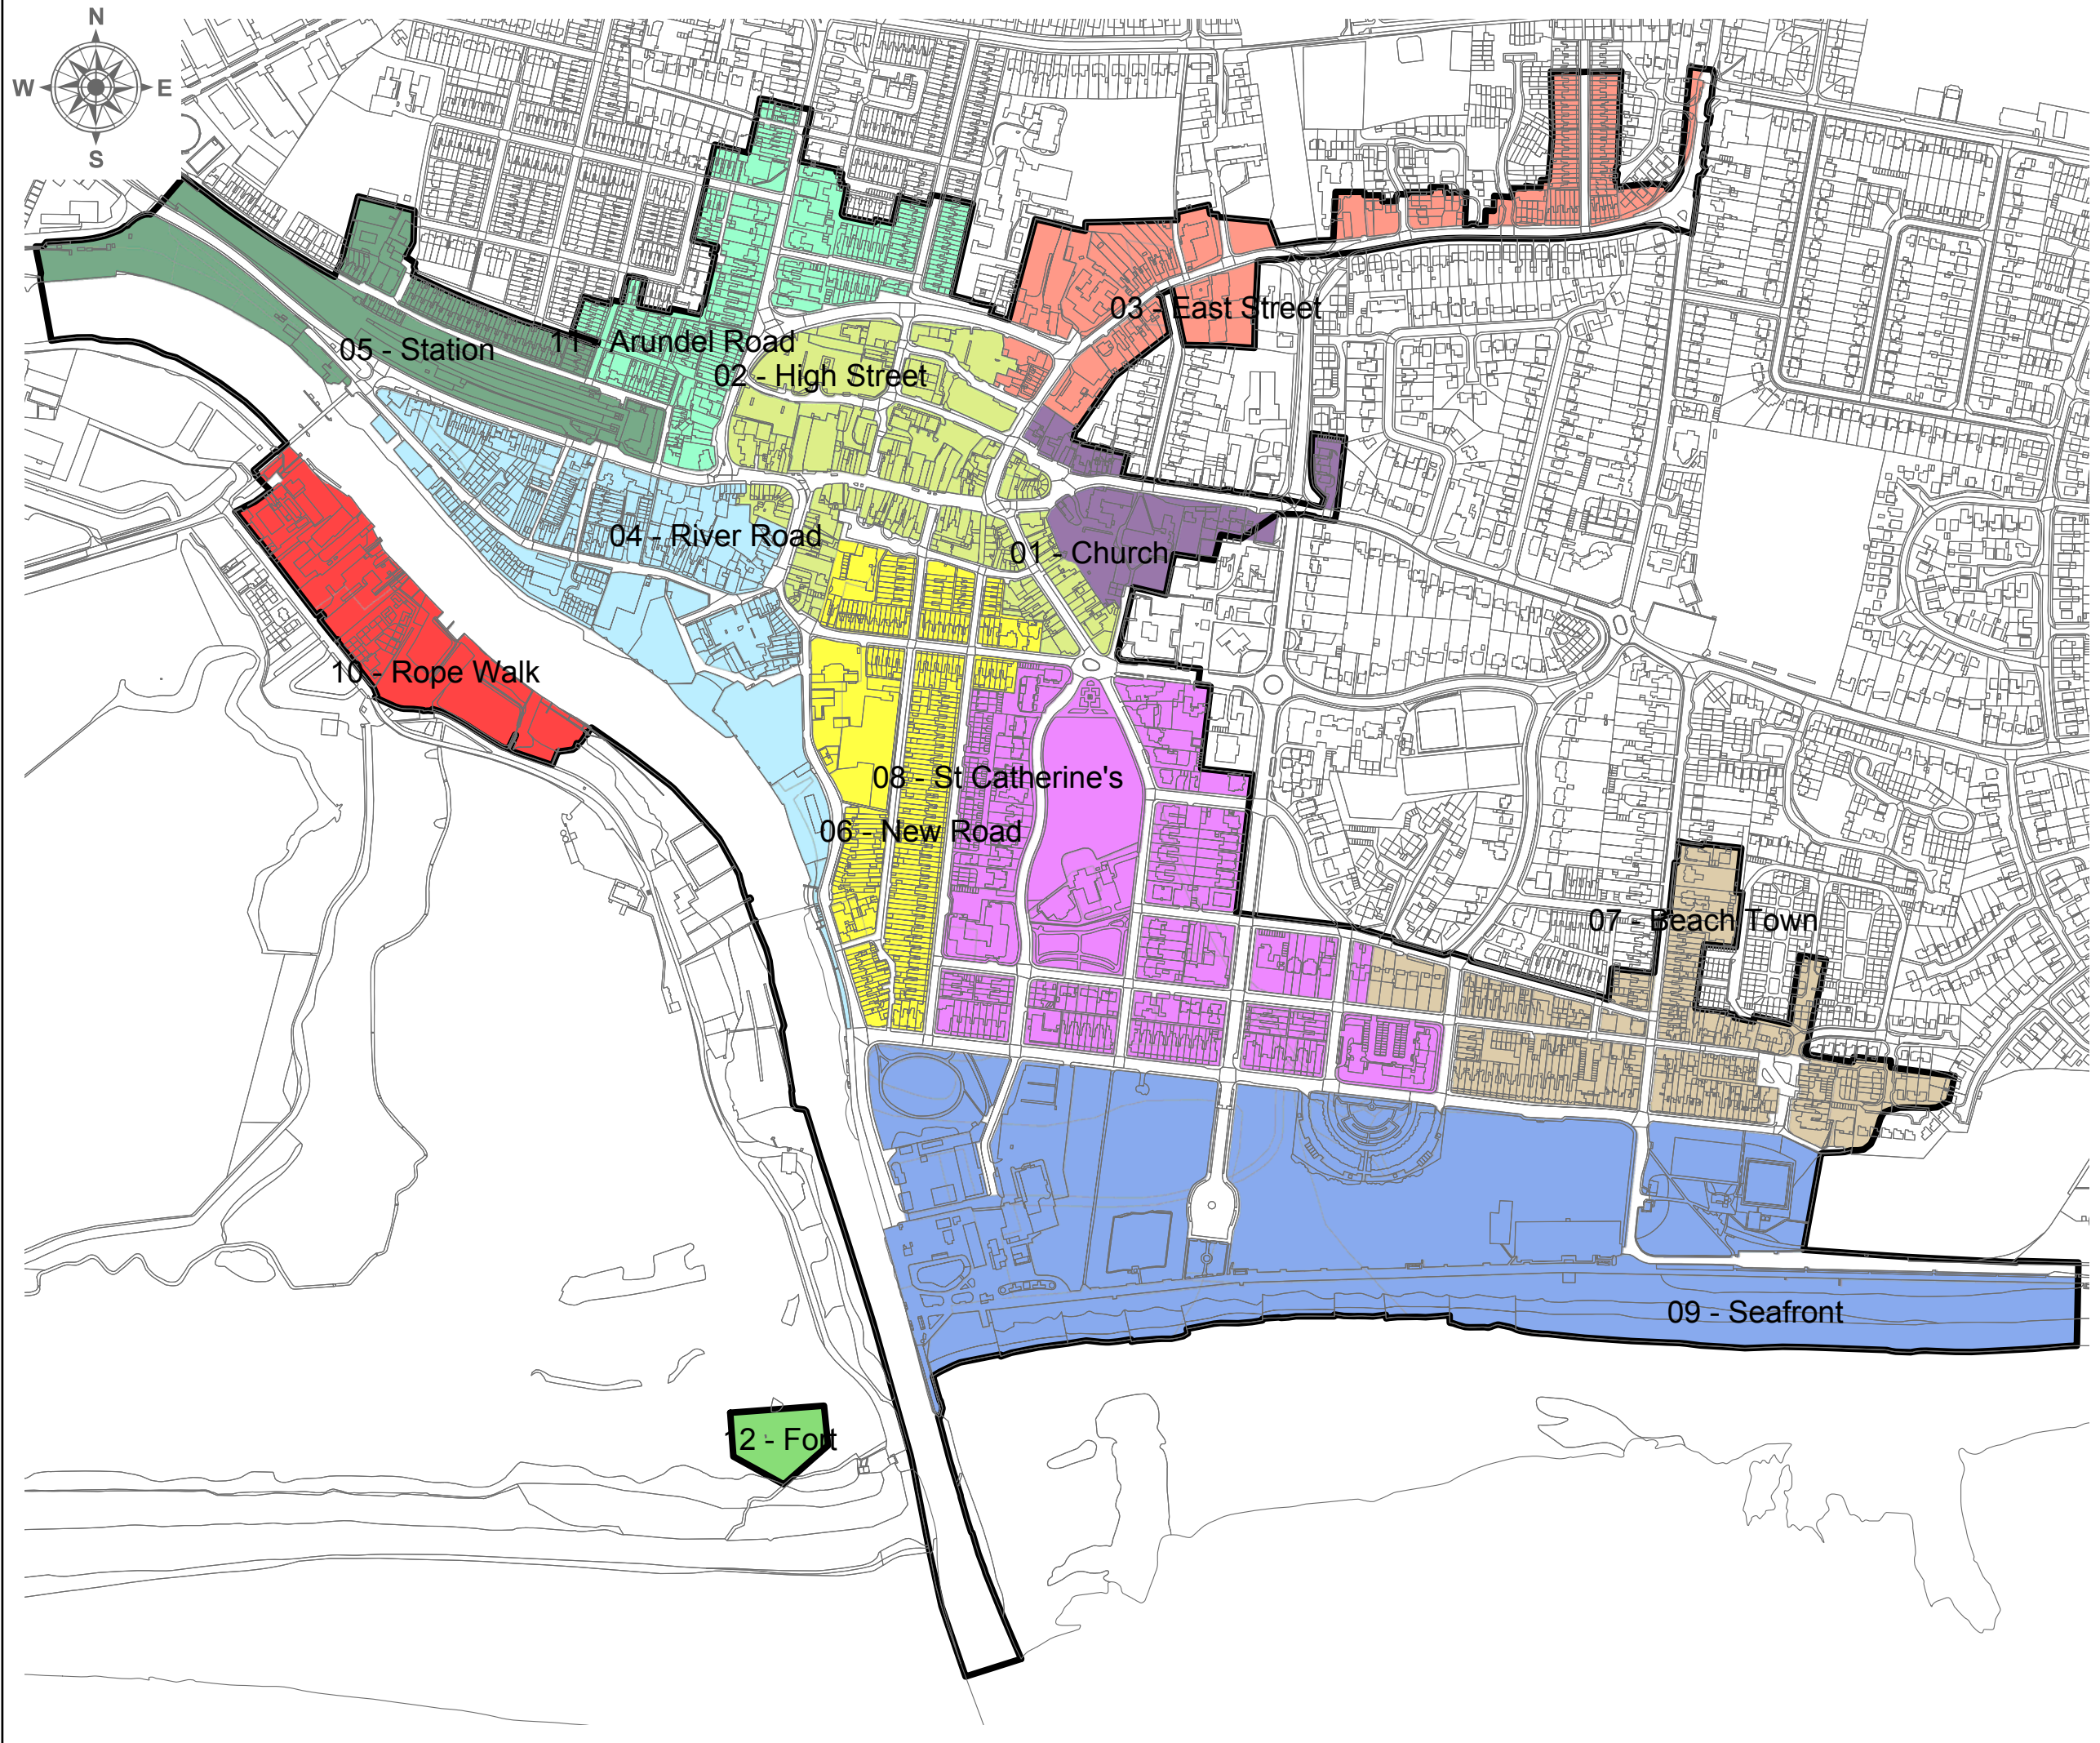 N
W E
S
03 - East Street
11 - Arundel Road
05 - Station
02 - High Street
04 - River Road
01 - Church
10 - Rope Walk
08 - St Catherine's
06 - New Road
07 - Beach Town
09 - Seafront
12 - Fort